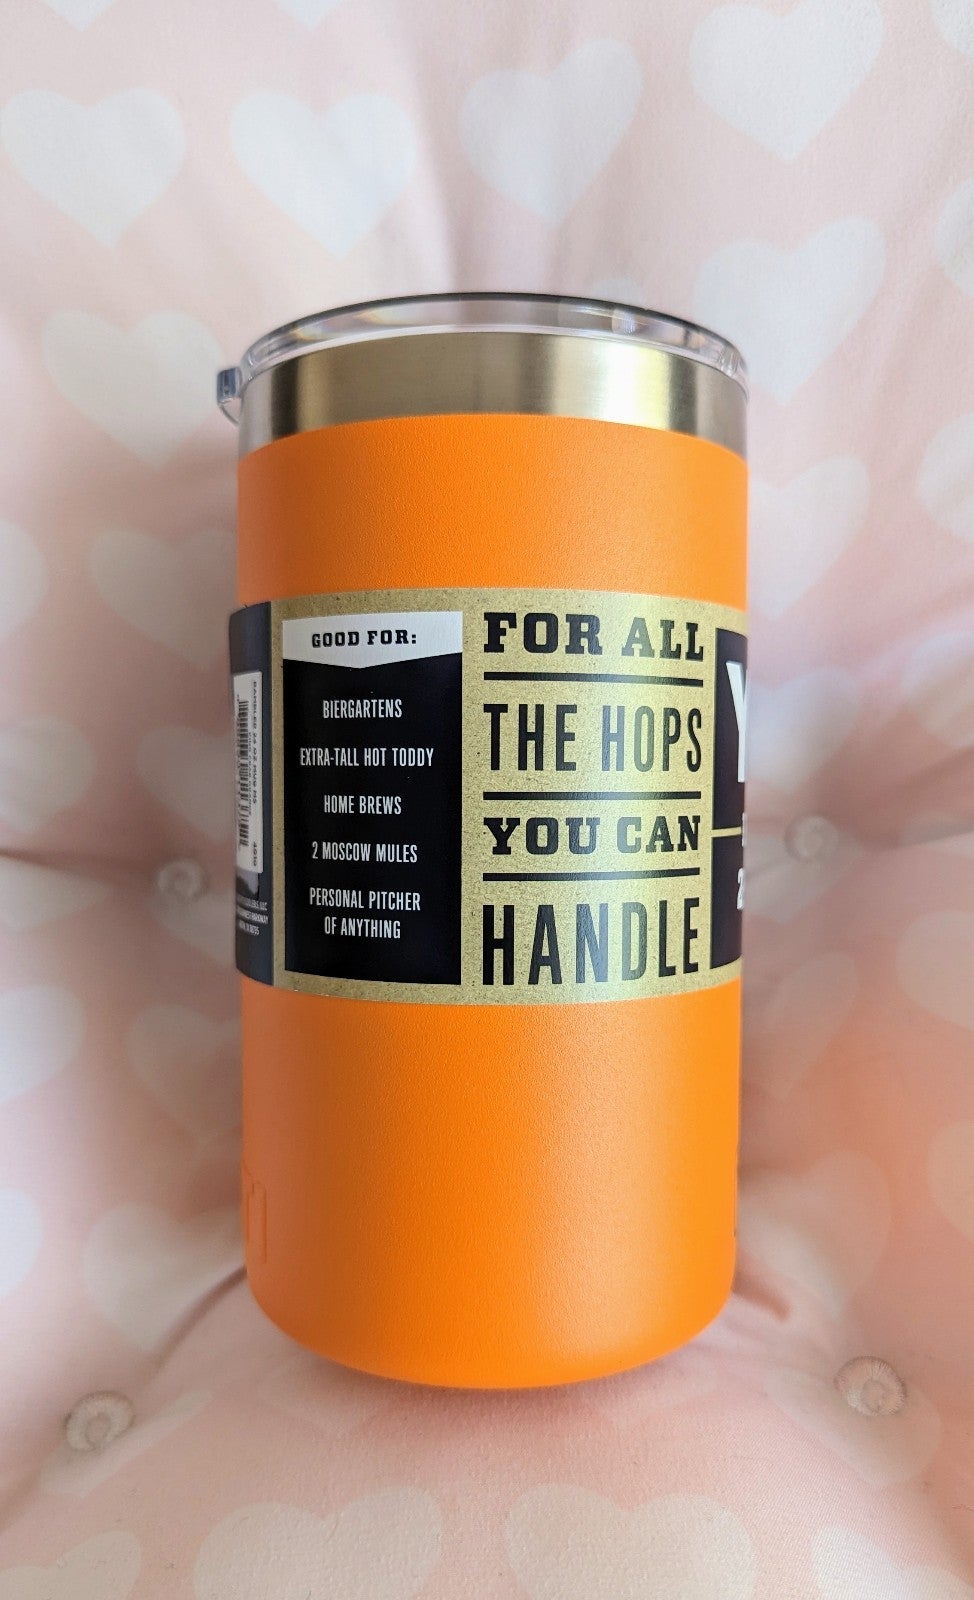 GOOD FOR:
BIERGARTENS
EXTRA-TALL HOT TODDY
HOME BREWS
2 MOSCOW MULES
PERSONAL PITCHER
OF ANYTHING
FOR ALL
THE HOPS
YOU CAN
HANDLE
Y
2